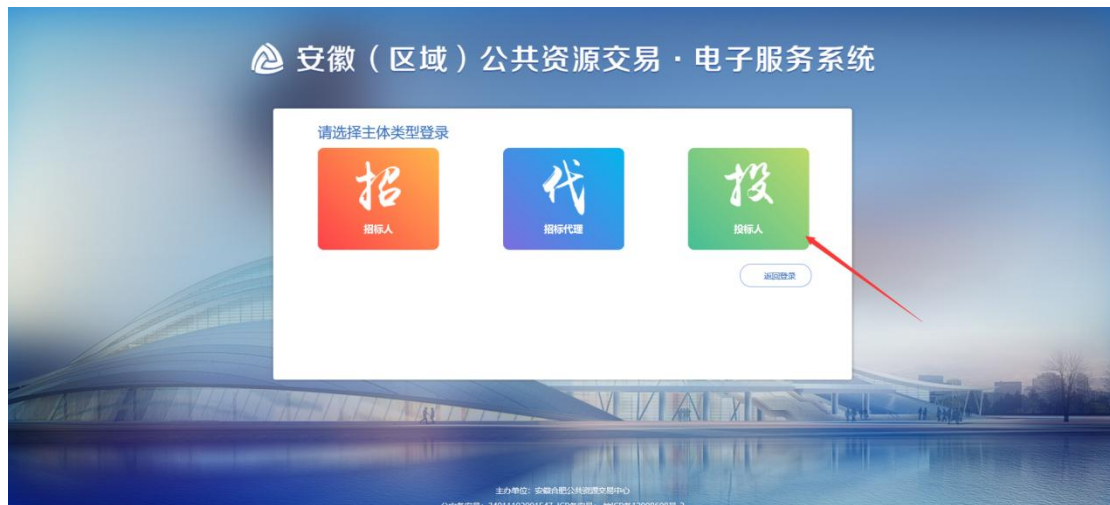 安徽（区域）公共资源交易·电子服务系统
请选择主体类型登录
招 代 投
招标人 招标代理 投标人
返回登录
主办单位：安徽合肥公共资源交易中心